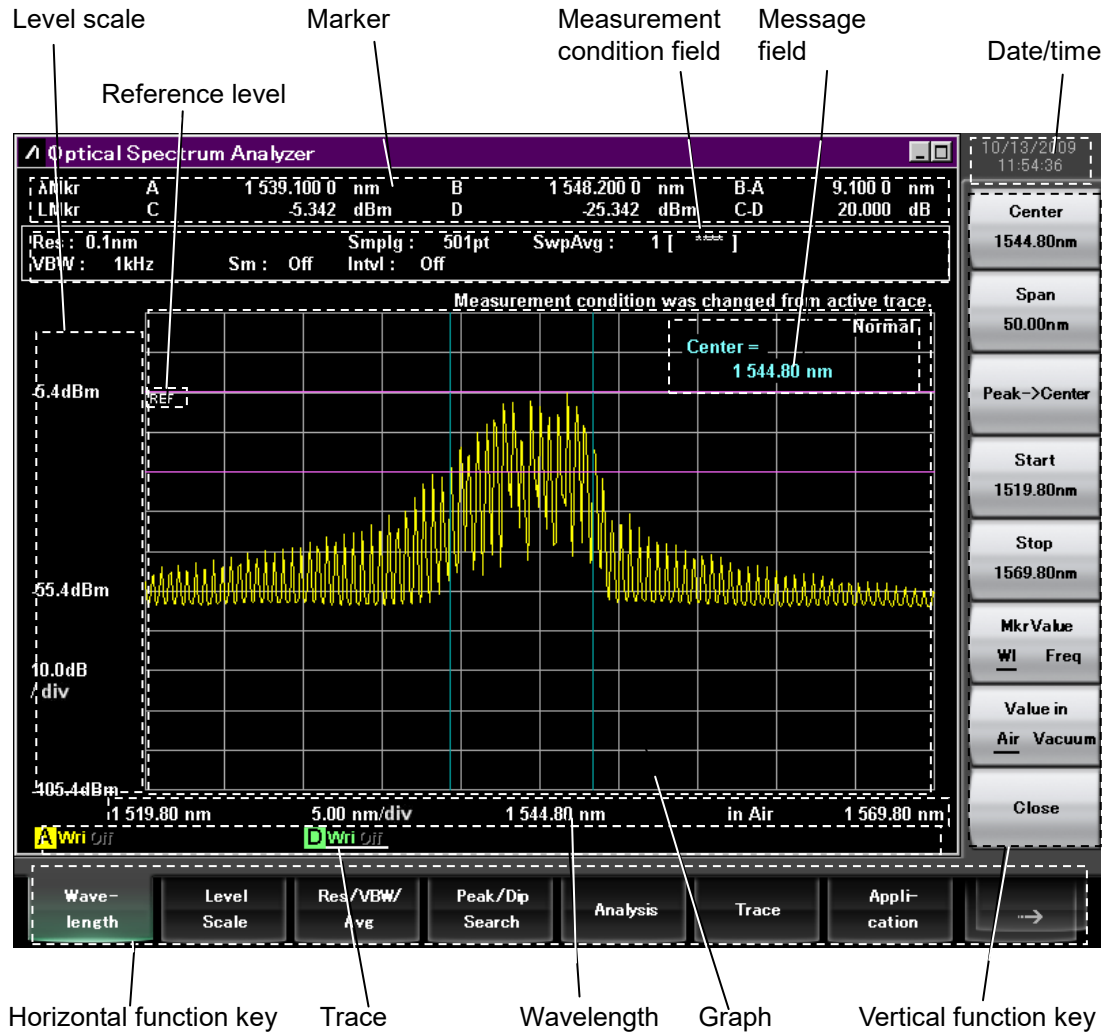 Level scale Marker Measurement condition field Message field Date/time
Reference level
Optical Spectrum Analyzer
10/13/2009
11:54:36
λMkr A 1 539.100 0 nm B 1 548.200 0 nm B-A 9.100 0 nm
LMkr C -5.342 dBm D -25.342 dBm C-D 20.000 dB
Res : 0.1nm Smplg : 501pt SwpAvg : 1 [ **** ]
VBW : 1kHz Sm : Off Intvl : Off
Measurement condition was changed from active trace.
Normal
Center =
1 544.80 nm
-5.4dBm
REF
-55.4dBm
10.0dB
/ div
-105.4dBm
1 519.80 nm 5.00 nm/div 1 544.80 nm in Air 1 569.80 nm
A Wri Off D Wri Off
Center
1544.80nm
Span
50.00nm
Peak->Center
Start
1519.80nm
Stop
1569.80nm
Mkr Value
Wl Freq
Value in
Air Vacuum
Close
Wave-
length
Level
Scale
Res/VBW/
Avg
Peak/Dip
Search
Analysis
Trace
Appli-
cation
Horizontal function key Trace Wavelength Graph Vertical function key